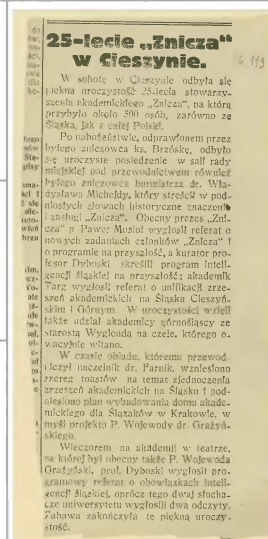 25-lecie „Znicza“
w Cieszynie.
W sobotę w Cieszynie odbyła się
piękna uroczystość 25-lecia stowarzy-
szenia akademickiego „Znicza“, na którą
przybyło około 500 osób, zarówno ze
Śląska, jak z całej Polski.
Po nabożeństwie, odprawionem przez
byłego zniczowca ks. Brzóskę, odbyło
się uroczyste posiedzenie w sali rady
miejskiej pod przewodnictwem również
byłego zniczowca burmistrza dr. Wła-
dysława Michejdy, który streścił w pod-
niosłych słowach historyczne znaczenie
i zasługi „Znicza“. Obecny prezes „Zni-
cza“ p. Paweł Musioł wygłosił referat o
nowych zadaniach członków „Znicza“ i
o programie na przyszłość, a kurator pro-
fesor Dyboski skreślił program inteli-
gencji śląskiej na przyszłość; akademik
Targ wygłosił referat o unifikacji zrze-
szeń akademickich na Śląsku Cieszyń-
skim i Górnym. W uroczystości wzięli
także udział akademicy górnośląscy ze
starostą Wyglendą na czele, którego o-
wacyjnie witano.
W czasie obiadu, któremu przewod-
niczył naczelnik dr. Farnik, wzniesiono
szereg toastów na temat zjednoczenia
zrzeszeń akademickich na Śląsku i pod-
niesiono plan wybudowania domu akade-
mickiego dla Ślązaków w Krakowie, w
myśl projektu P. Wojewody dr. Grażyń-
skiego.
Wieczorem na akademji w teatrze,
na której był obecny także P. Wojewoda
Grażyński, prof. Dyboski wygłosił pro-
gramowy referat o obowiązkach inteli-
gencji śląskiej, oprócz tego dwaj słucha-
cze uniwersytetu wygłosili dwa odczyty.
Zabawa zakończyła tę piękną uroczy-
stość.